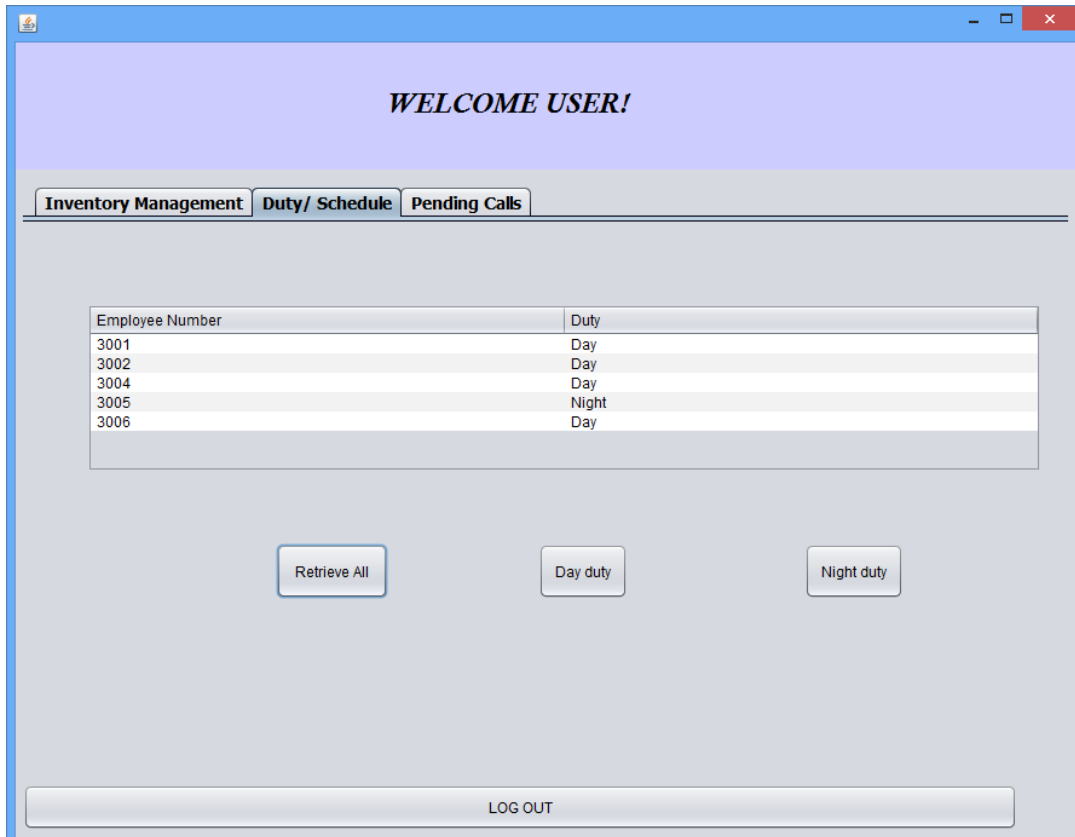 WELCOME USER!
Inventory Management Duty/ Schedule Pending Calls
Employee Number Duty
3001 Day
3002 Day
3004 Day
3005 Night
3006 Day
Retrieve All Day duty Night duty
LOG OUT